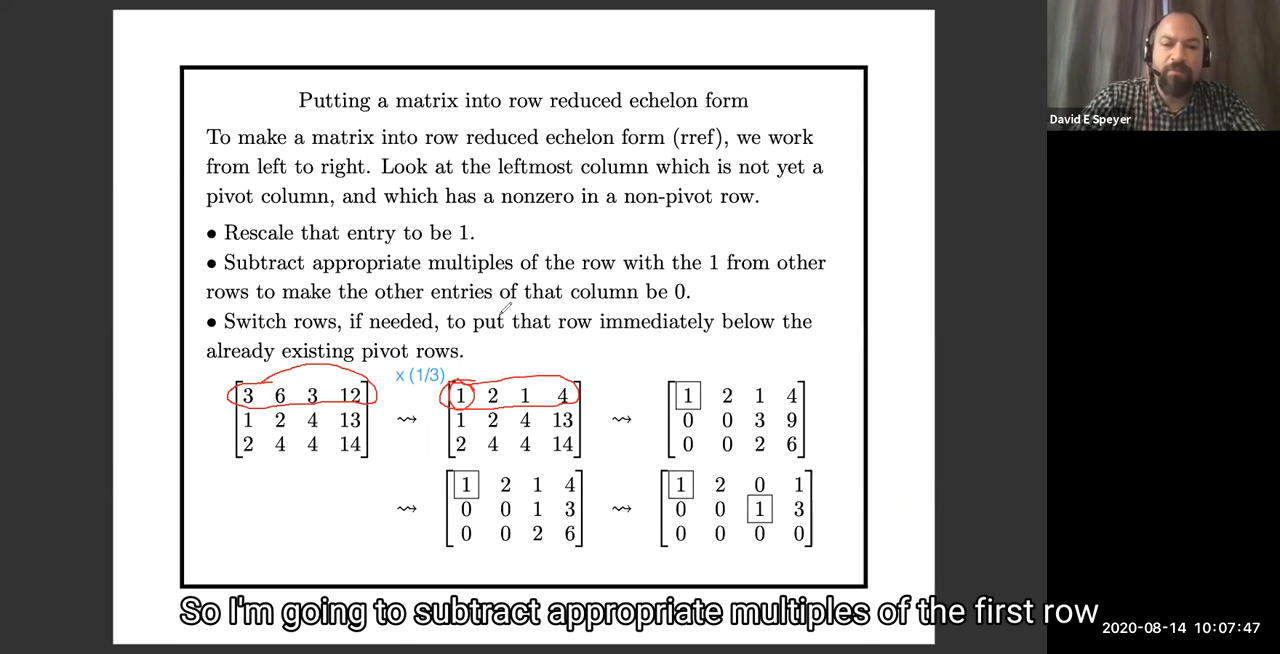 Putting a matrix into row reduced echelon form
To make a matrix into row reduced echelon form (rref), we work
from left to right. Look at the leftmost column which is not yet a
pivot column, and which has a nonzero in a non-pivot row.
• Rescale that entry to be 1.
• Subtract appropriate multiples of the row with the 1 from other
rows to make the other entries of that column be 0.
• Switch rows, if needed, to put that row immediately below the
already existing pivot rows.
x (1/3)
3 6 3 12 1 2 1 4 1 2 1 4
1 2 4 13 ⇝ 1 2 4 13 ⇝ 0 0 3 9
2 4 4 14 2 4 4 14 0 0 2 6
1 2 1 4 1 2 0 1
⇝ 0 0 1 3 ⇝ 0 0 1 3
0 0 2 6 0 0 0 0
So I'm going to subtract appropriate multiples of the first row
David E Speyer
2020-08-14 10:07:47